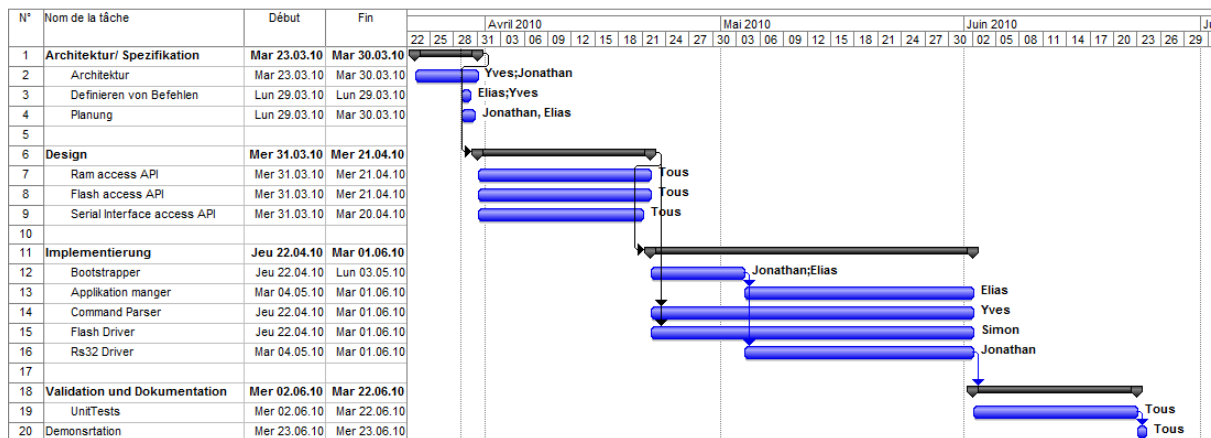 N° Nom de la tâche Début Fin Avril 2010 Mai 2010 Juin 2010 Ju
22 25 28 31 03 06 09 12 15 18 21 24 27 30 03 06 09 12 15 18 21 24 27 30 02 05 08 11 14 17 20 23 26 29
1 Architektur/ Spezifikation Mar 23.03.10 Mar 30.03.10
2 Architektur Mar 23.03.10 Mar 30.03.10 Yves;Jonathan
3 Definieren von Befehlen Lun 29.03.10 Lun 29.03.10 Elias;Yves
4 Planung Lun 29.03.10 Mar 30.03.10 Jonathan, Elias
5
6 Design Mer 31.03.10 Mer 21.04.10
7 Ram access API Mer 31.03.10 Mer 21.04.10 Tous
8 Flash access API Mer 31.03.10 Mer 21.04.10 Tous
9 Serial Interface access API Mer 31.03.10 Mar 20.04.10 Tous
10
11 Implementierung Jeu 22.04.10 Mar 01.06.10
12 Bootstrapper Jeu 22.04.10 Lun 03.05.10 Jonathan;Elias
13 Applikation manger Mar 04.05.10 Mar 01.06.10 Elias
14 Command Parser Jeu 22.04.10 Mar 01.06.10 Yves
15 Flash Driver Jeu 22.04.10 Mar 01.06.10 Simon
16 Rs32 Driver Mar 04.05.10 Mar 01.06.10 Jonathan
17
18 Validation und Dokumentation Mer 02.06.10 Mar 22.06.10
19 UnitTests Mer 02.06.10 Mar 22.06.10 Tous
20 Demonsrtation Mer 23.06.10 Mer 23.06.10 Tous